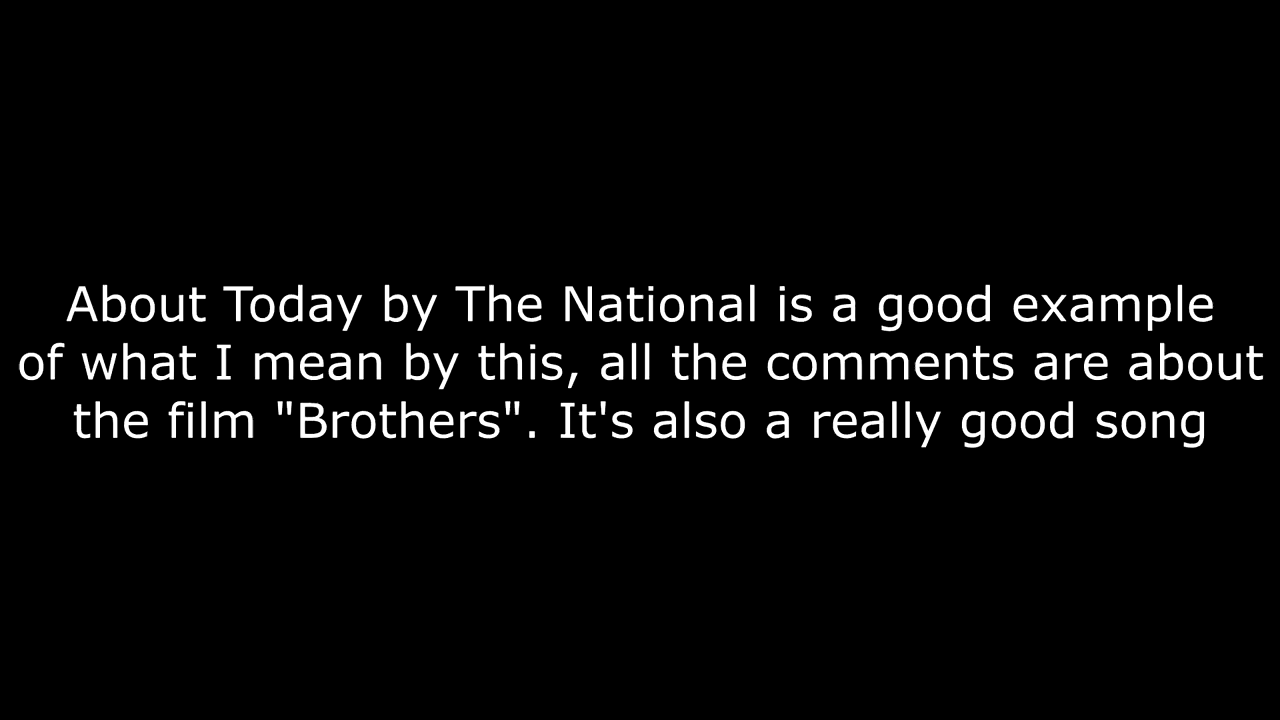 About Today by The National is a good example
of what I mean by this, all the comments are about
the film "Brothers". It's also a really good song